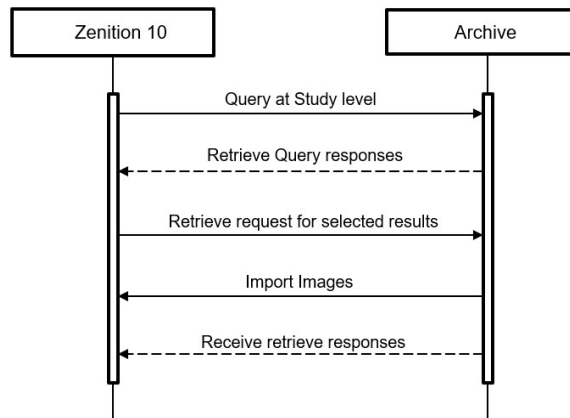 Zenition 10
Archive
Query at Study level
Retrieve Query responses
Retrieve request for selected results
Import Images
Receive retrieve responses